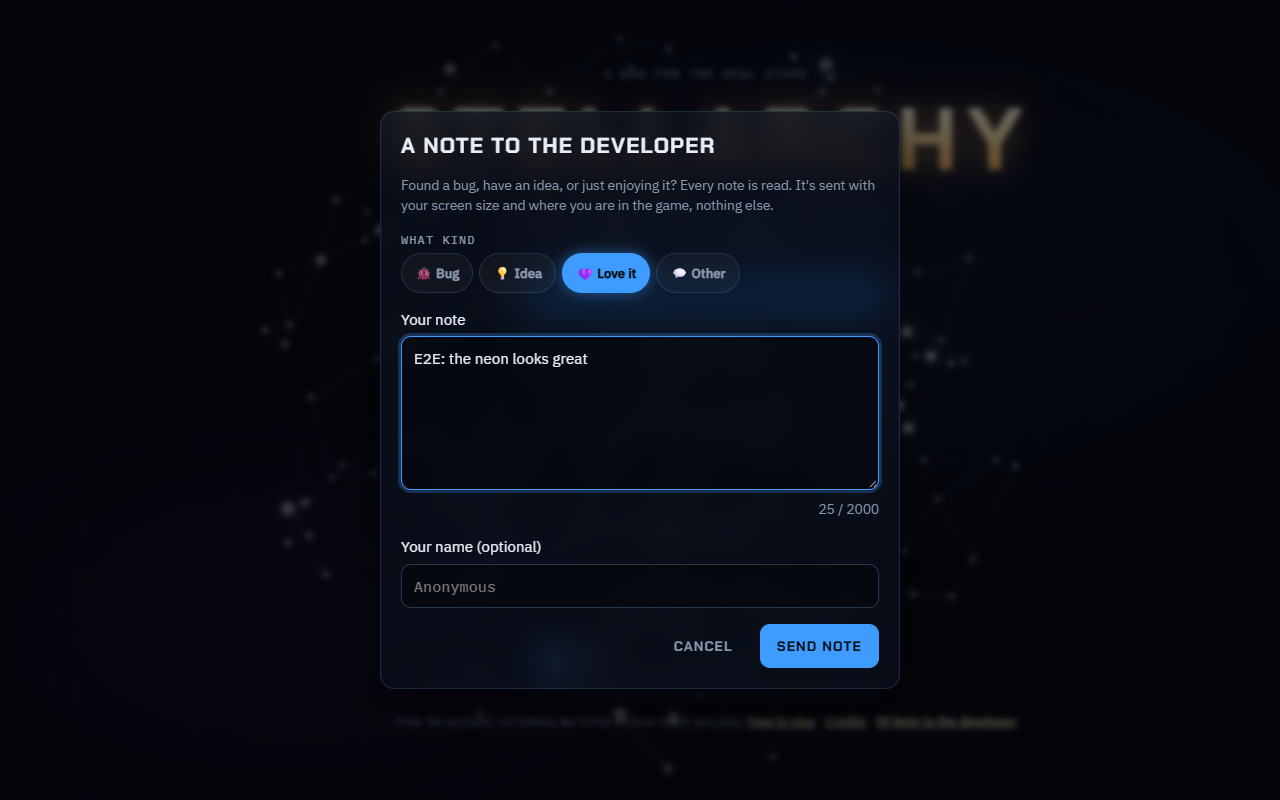 HY
A NOTE TO THE DEVELOPER
Found a bug, have an idea, or just enjoying it? Every note is read. It's sent with
your screen size and where you are in the game, nothing else.
WHAT KIND
Bug
Idea
Love it
Other
Your note
E2E: the neon looks great
25 / 2000
Your name (optional)
Anonymous
CANCEL
SEND NOTE